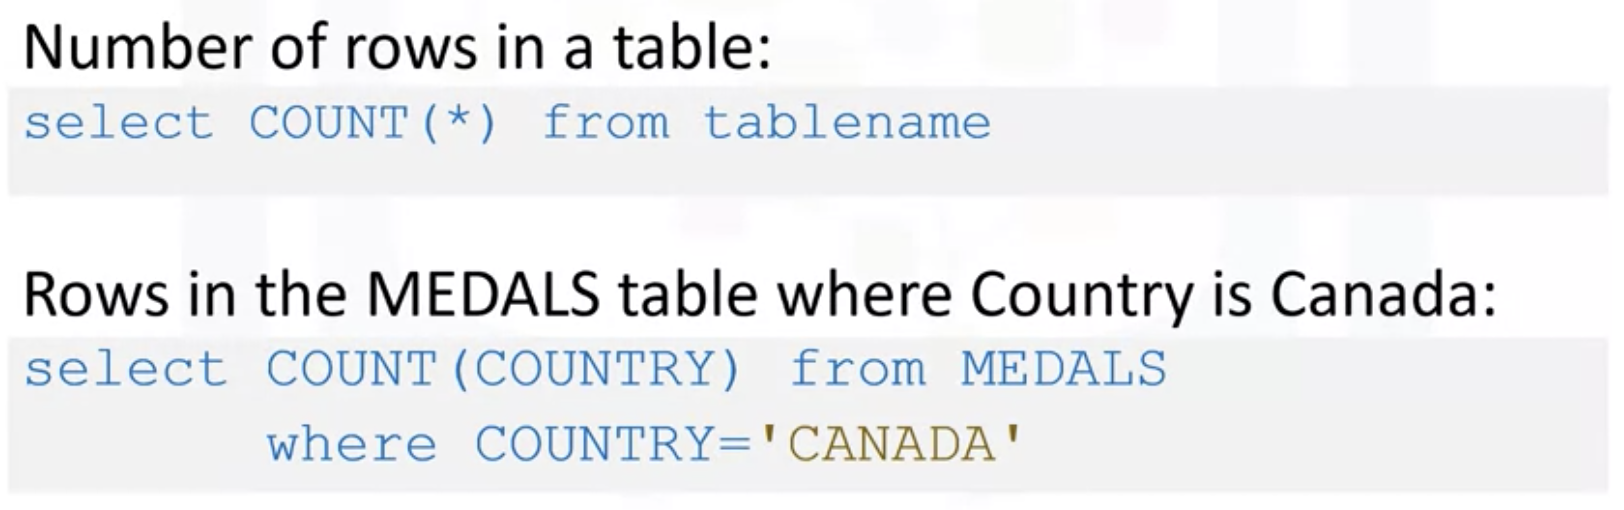 Number of rows in a table:
select COUNT(*) from tablename
Rows in the MEDALS table where Country is Canada:
select COUNT(COUNTRY) from MEDALS
where COUNTRY='CANADA'